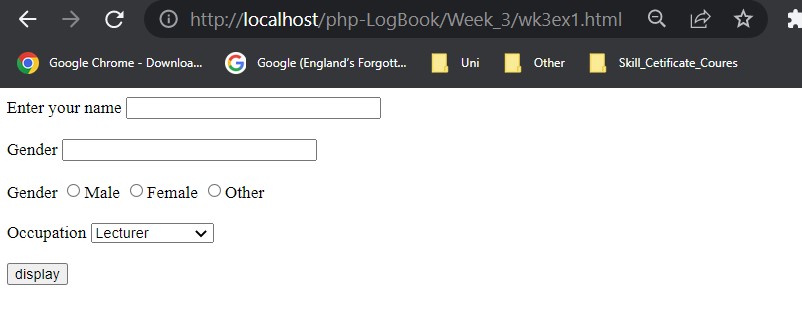 http://localhost/php-LogBook/Week_3/wk3ex1.html
Google Chrome - Downloa... Google (England's Forgott... Uni Other Skill_Cetificate_Coures
Enter your name
Gender
Gender Male Female Other
Occupation Lecturer
display